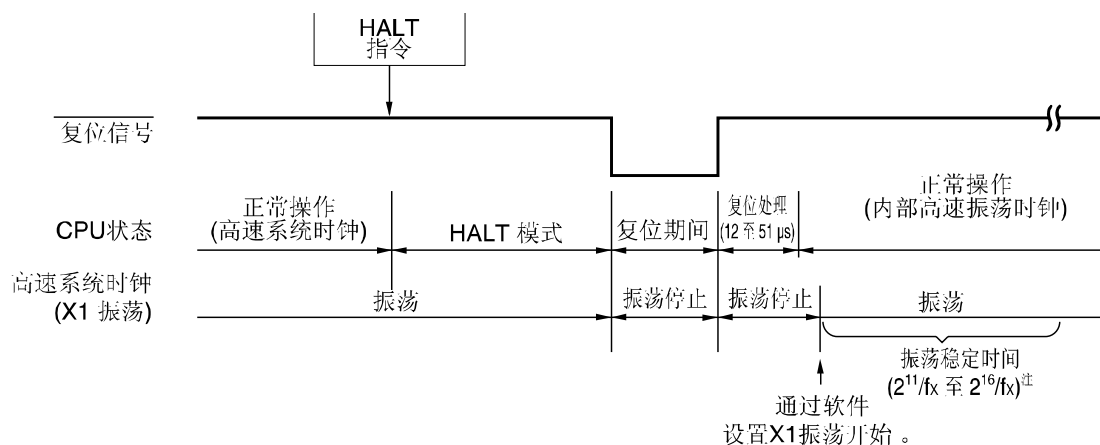 HALT
指令
复位信号
CPU状态
正常操作
(高速系统时钟)
HALT 模式
复位期间
复位处理
(12 至 51 µs)
正常操作
(内部高速振荡时钟)
高速系统时钟
(X1 振荡)
振荡
振荡停止
振荡停止
振荡
振荡稳定时间
(2¹¹/fx 至 2¹⁶/fx)注
通过软件
设置X1振荡开始 。